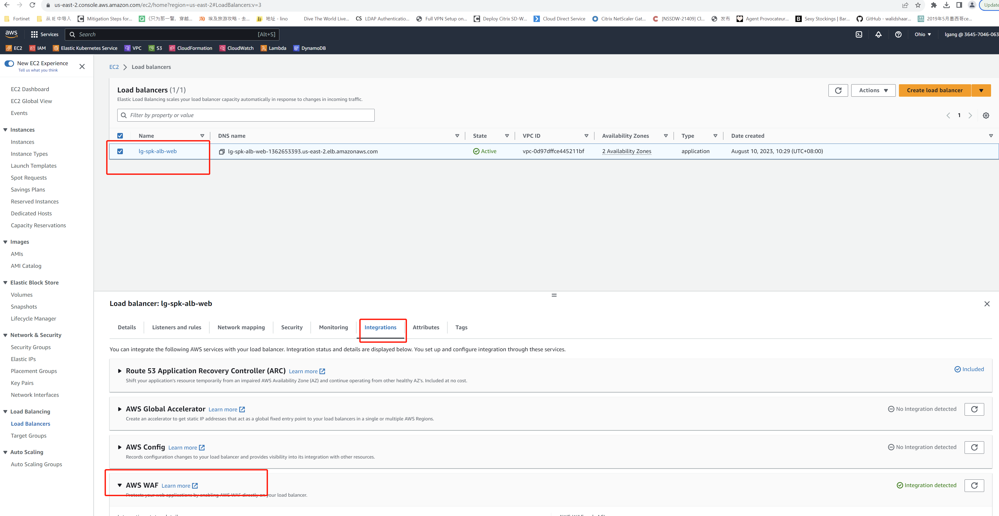 us-east-2.console.aws.amazon.com/ec2/home?region=us-east-2#LoadBalancers:v=3
Update
Fortinet
从 IE 中导入
Mitigation Steps for...
《只为那一瞥，穿越...
埃及旅游攻略 - 去...
地址 - lino
Dive The World Live...
CS LDAP Authenticatio...
Full VPN Setup on...
Deploy Citrix SD-W...
Cloud Direct Service
Citrix NetScaler Gat...
[NSSDW-21409] Cl...
发布
Agent Provocateur...
Sexy Stockings | Bar...
GitHub - walidshaar...
2019年5月墨西哥ce...
aws
Services
Search
[Alt+S]
Ohio
lgang @ 3645-7046-063
EC2
IAM
Elastic Kubernetes Service
VPC
S3
CloudFormation
CloudWatch
Lambda
DynamoDB
New EC2 Experience
Tell us what you think
EC2 Dashboard
EC2 Global View
Events
Instances
Instances
Instance Types
Launch Templates
Spot Requests
Savings Plans
Reserved Instances
Dedicated Hosts
Capacity Reservations
Images
AMIs
AMI Catalog
Elastic Block Store
Volumes
Snapshots
Lifecycle Manager
Network & Security
Security Groups
Elastic IPs
Placement Groups
Key Pairs
Network Interfaces
Load Balancing
Load Balancers
Target Groups
Auto Scaling
Auto Scaling Groups
EC2
Load balancers
Load balancers (1/1)
Elastic Load Balancing scales your load balancer capacity automatically in response to changes in incoming traffic.
Actions
Create load balancer
Filter by property or value
1
Name
DNS name
State
VPC ID
Availability Zones
Type
Date created
lg-spk-alb-web
lg-spk-alb-web-1362653393.us-east-2.elb.amazonaws.com
Active
vpc-0d97dffce445211bf
2 Availability Zones
application
August 10, 2023, 10:29 (UTC+08:00)
Load balancer: lg-spk-alb-web
Details
Listeners and rules
Network mapping
Security
Monitoring
Integrations
Attributes
Tags
You can integrate the following AWS services with your load balancer. Integration status and details are displayed below. You set up and configure integration through these services.
Route 53 Application Recovery Controller (ARC) Learn more
Included
Shift your application's resource temporarily from an impaired AWS Availability Zone (AZ) and continue operating from other healthy AZ's. Included at no cost.
AWS Global Accelerator Learn more
No Integration detected
Create an accelerator to get static IP addresses that act as a global fixed entry point to your load balancers in a single or multiple AWS Regions.
AWS Config Learn more
No Integration detected
Records configuration changes to your load balancer and provides visibility into its integration with other resources.
AWS WAF Learn more
Integration detected
Protects your web applications by enabling AWS WAF directly on your load balancer.